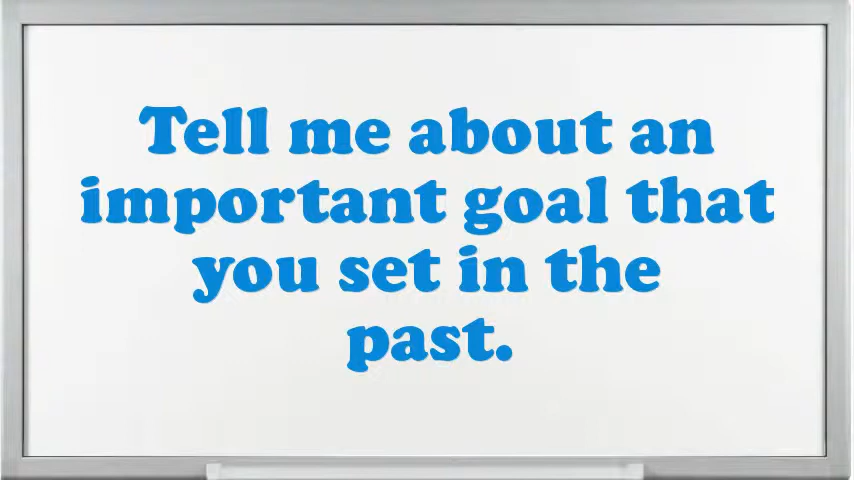 Tell me about an
important goal that
you set in the
past.